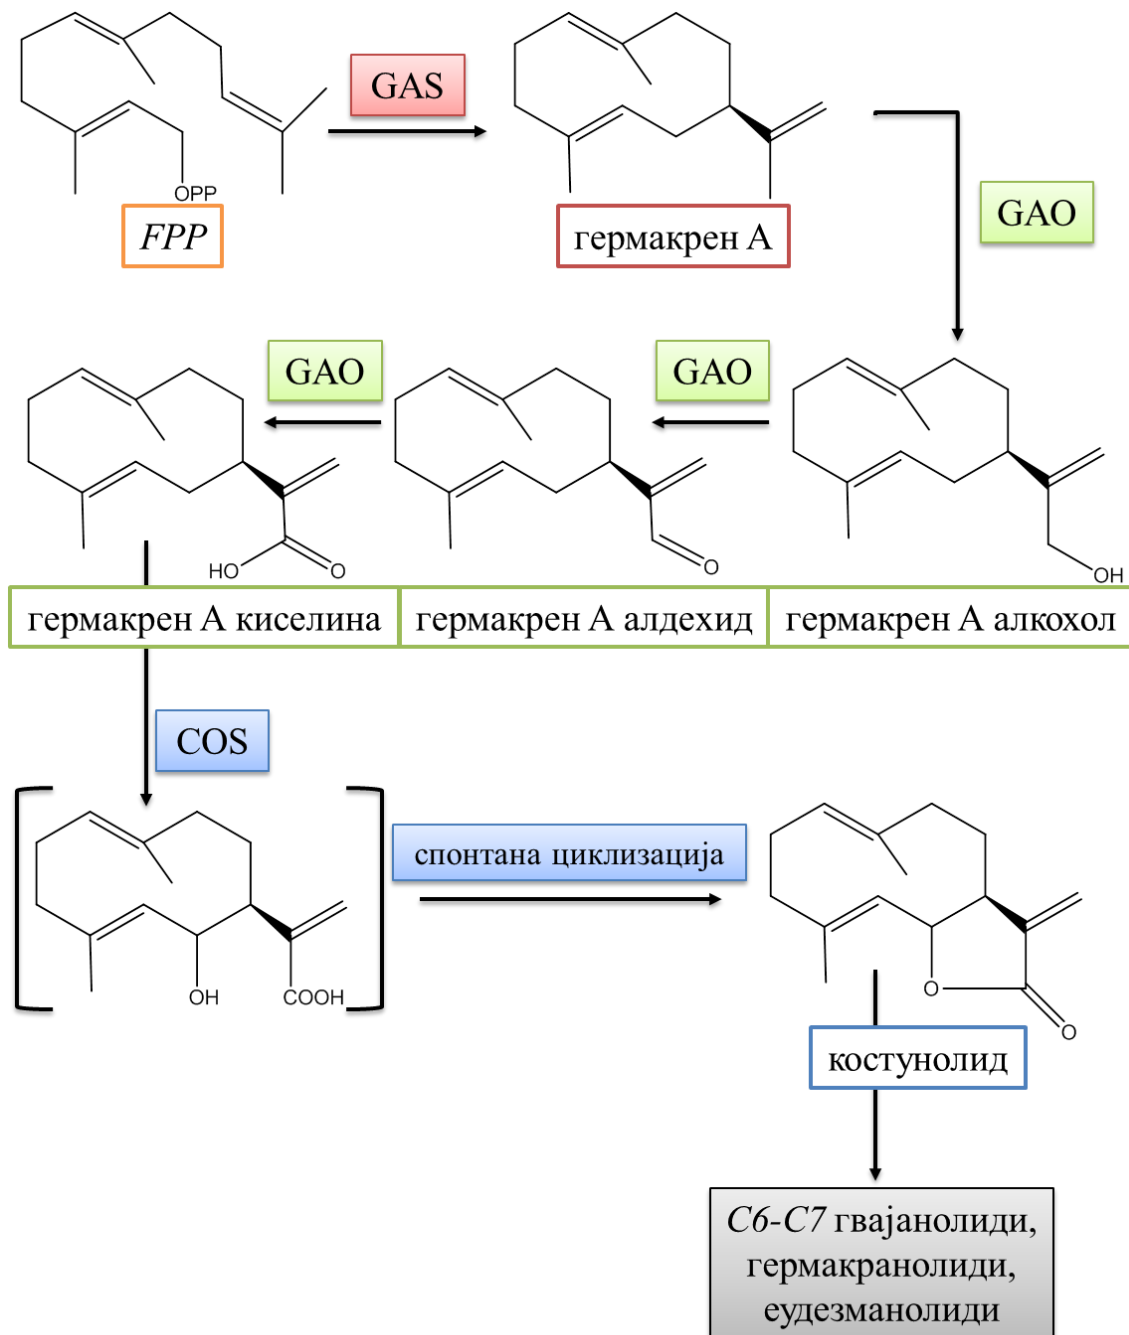 GAS
OPP
FPP
гермакрен А
GAO
GAO
GAO
HO
O
O
OH
гермакрен А киселина
гермакрен А алдехид
гермакрен А алкохол
COS
спонтана циклизација
OH
COOH
O
O
костунолид
C6-C7 гвајанолиди,
гермакранолиди,
еудезманолиди